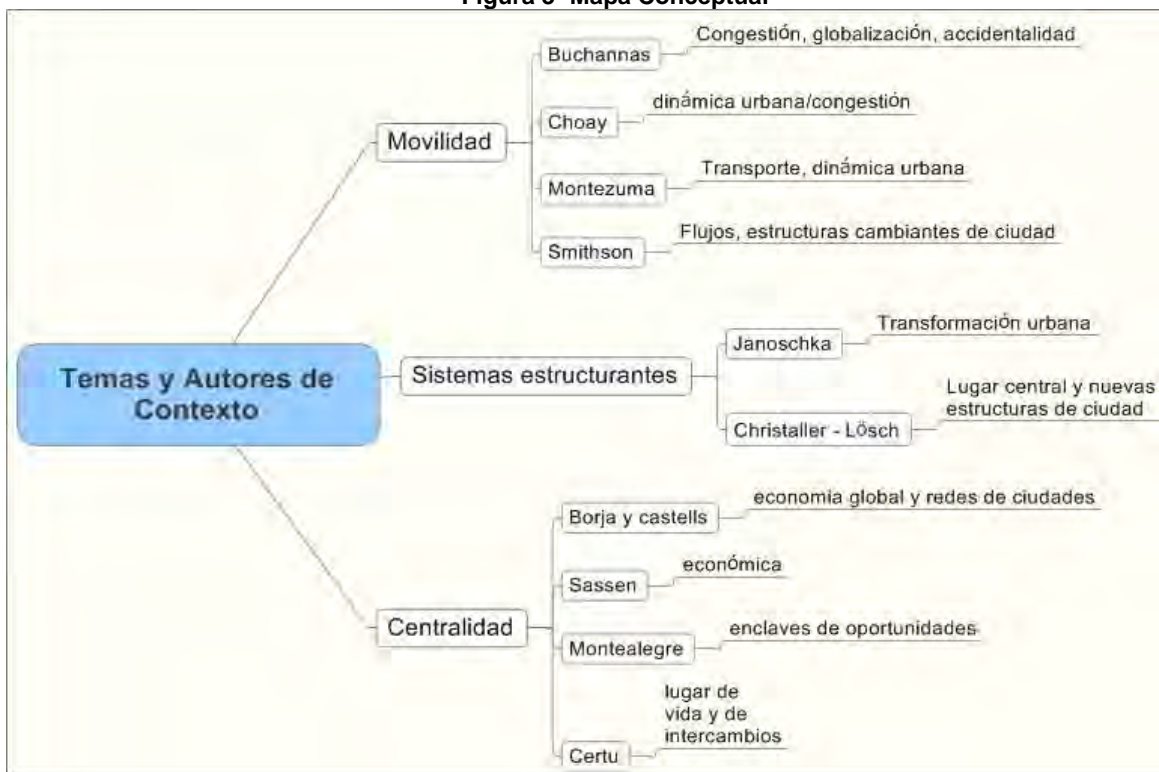 Figura 3 Mapa Conceptual
Congestión, globalización, accidentalidad
Buchannas
dinámica urbana/congestión
Choay
Movilidad
Transporte, dinámica urbana
Montezuma
Flujos, estructuras cambiantes de ciudad
Smithson
Transformación urbana
Janoschka
Temas y Autores de
Contexto
Sistemas estructurantes
Lugar central y nuevas
estructuras de ciudad
Christaller - Lösch
economia global y redes de ciudades
Borja y castells
económica
Sassen
Centralidad
enclaves de oportunidades
Montealegre
lugar de
vida y de
intercambios
Certu